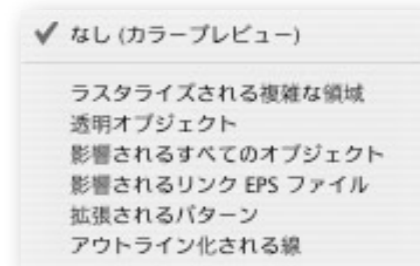 ✔ なし (カラープレビュー)
ラスタライズされる複雑な領域
透明オブジェクト
影響されるすべてのオブジェクト
影響されるリンク EPS ファイル
拡張されるパターン
アウトライン化される線